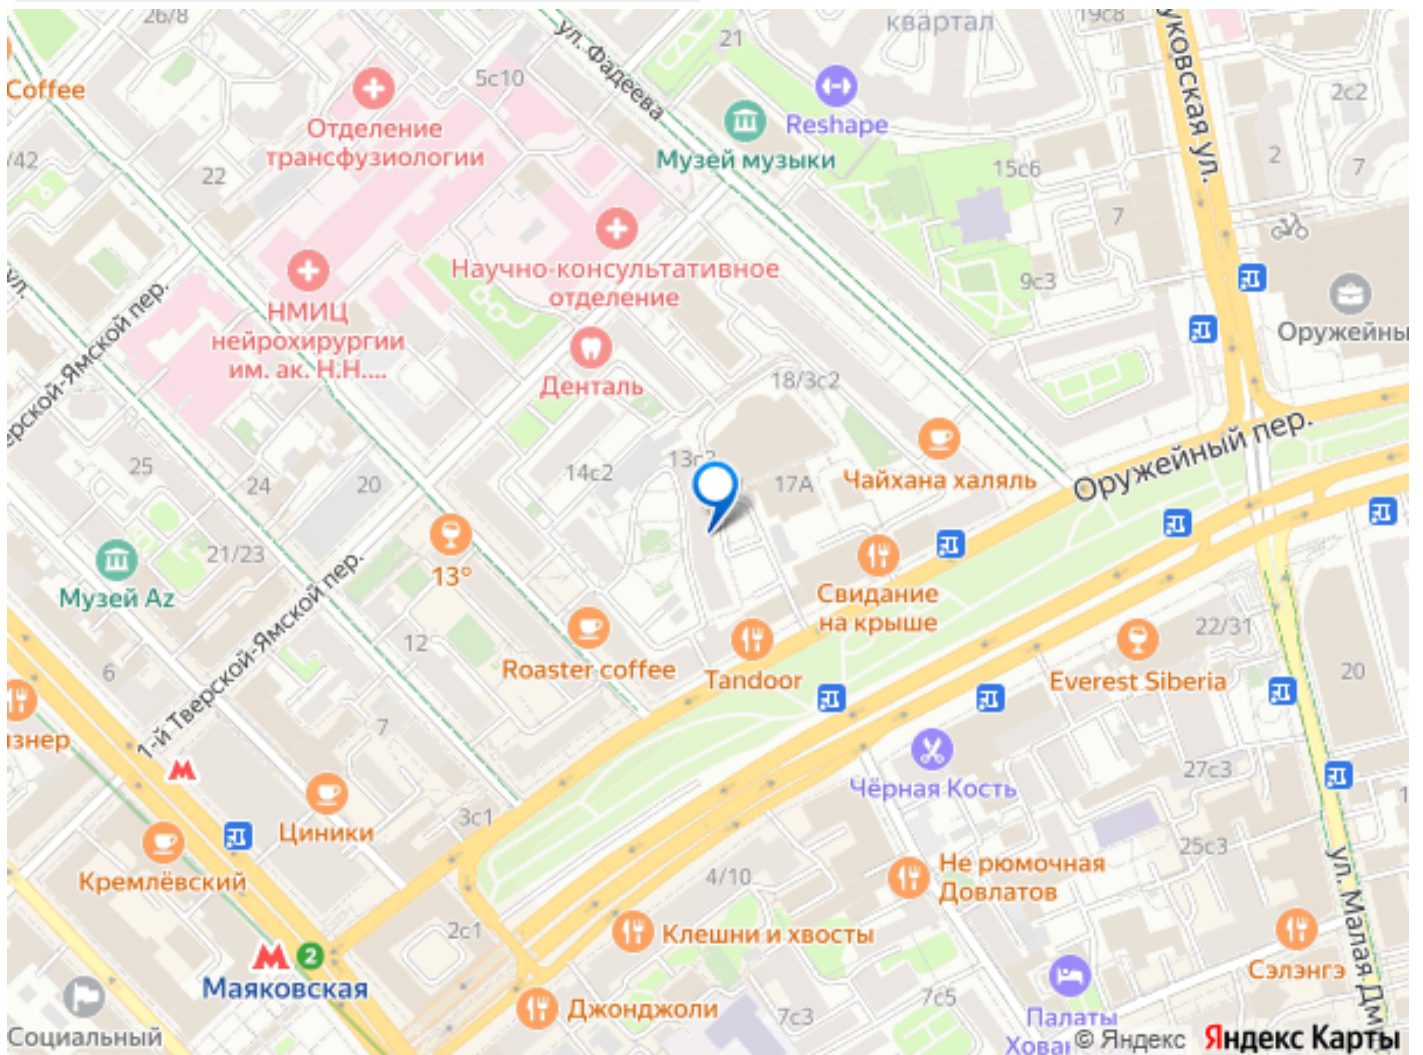 26/8
квартал
19с8
21
ул. Фадеева
5с10
Coffee
2с2
Reshape
Отделение
трансфузиологии
Музей музыки
/42
22
15с6
2
7
7
Научно-консультативное
отделение
9с3
НМИЦ
нейрохирургии
им. ак. Н.Н....
Оружейны
ул.
Денталь
18/3с2
ерской-Ямской пер.
Оружейный пер.
25
24
20
14с2
17А
Чайхана халяль
21/23
13°
Музей Az
1-й Тверской-Ямской пер.
Свидание
на крыше
12
22/31
6
Roaster coffee
Tandoor
Everest Siberia
20
7
Чёрная Кость
27с3
3с1
Циники
25с3
Кремлёвский
4/10
Не рюмочная
Довлатов
2с1
Клешни и хвосты
2
Маяковская
Сэлэнгэ
7с5
Джонджоли
7с3
Палаты
Социальный
© Яндекс
Яндекс Карты